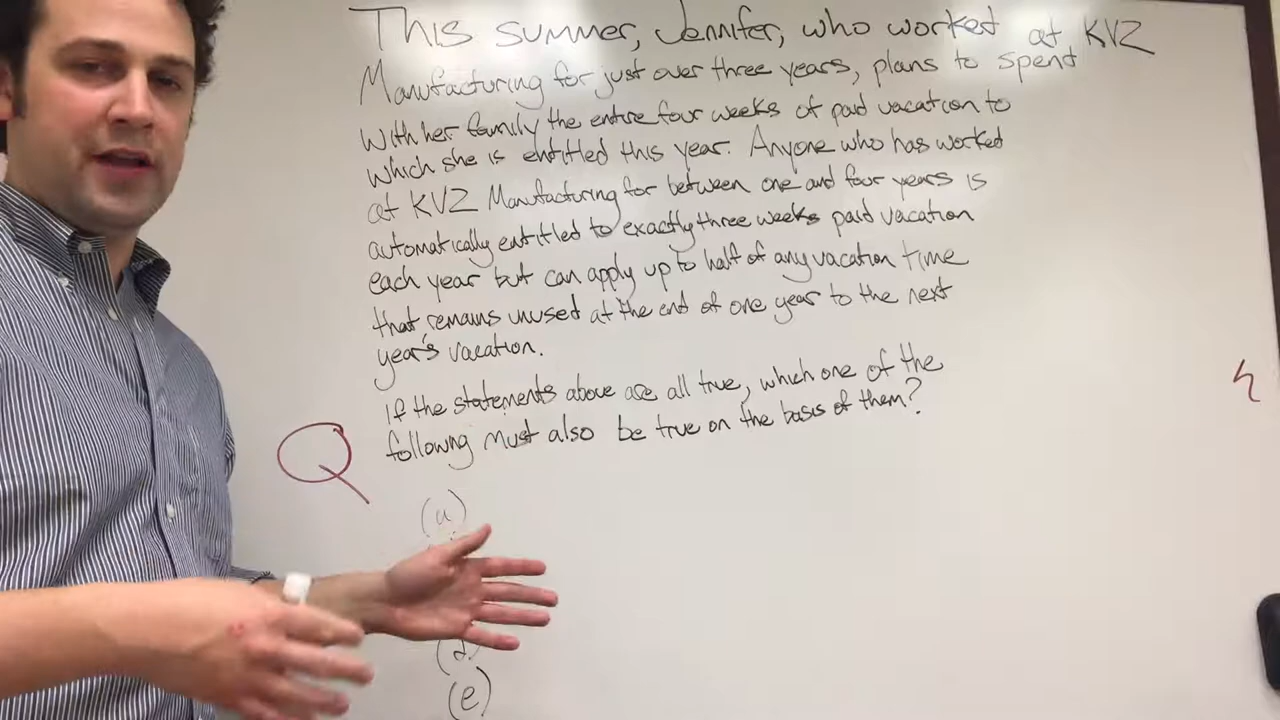 This summer, Jennifer, who worked at KVZ
Manufacturing for just over three years, plans to spend
with her family the entire four weeks of paid vacation to
which she is entitled this year. Anyone who has worked
at KVZ Manufacturing for between one and four years is
automatically entitled to exactly three weeks paid vacation
each year but can apply up to half of any vacation time
that remains unused at the end of one year to the next
year's vacation.
If the statements above are all true, which one of the
following must also be true on the basis of them?
Q
(a)
(d)
(e)